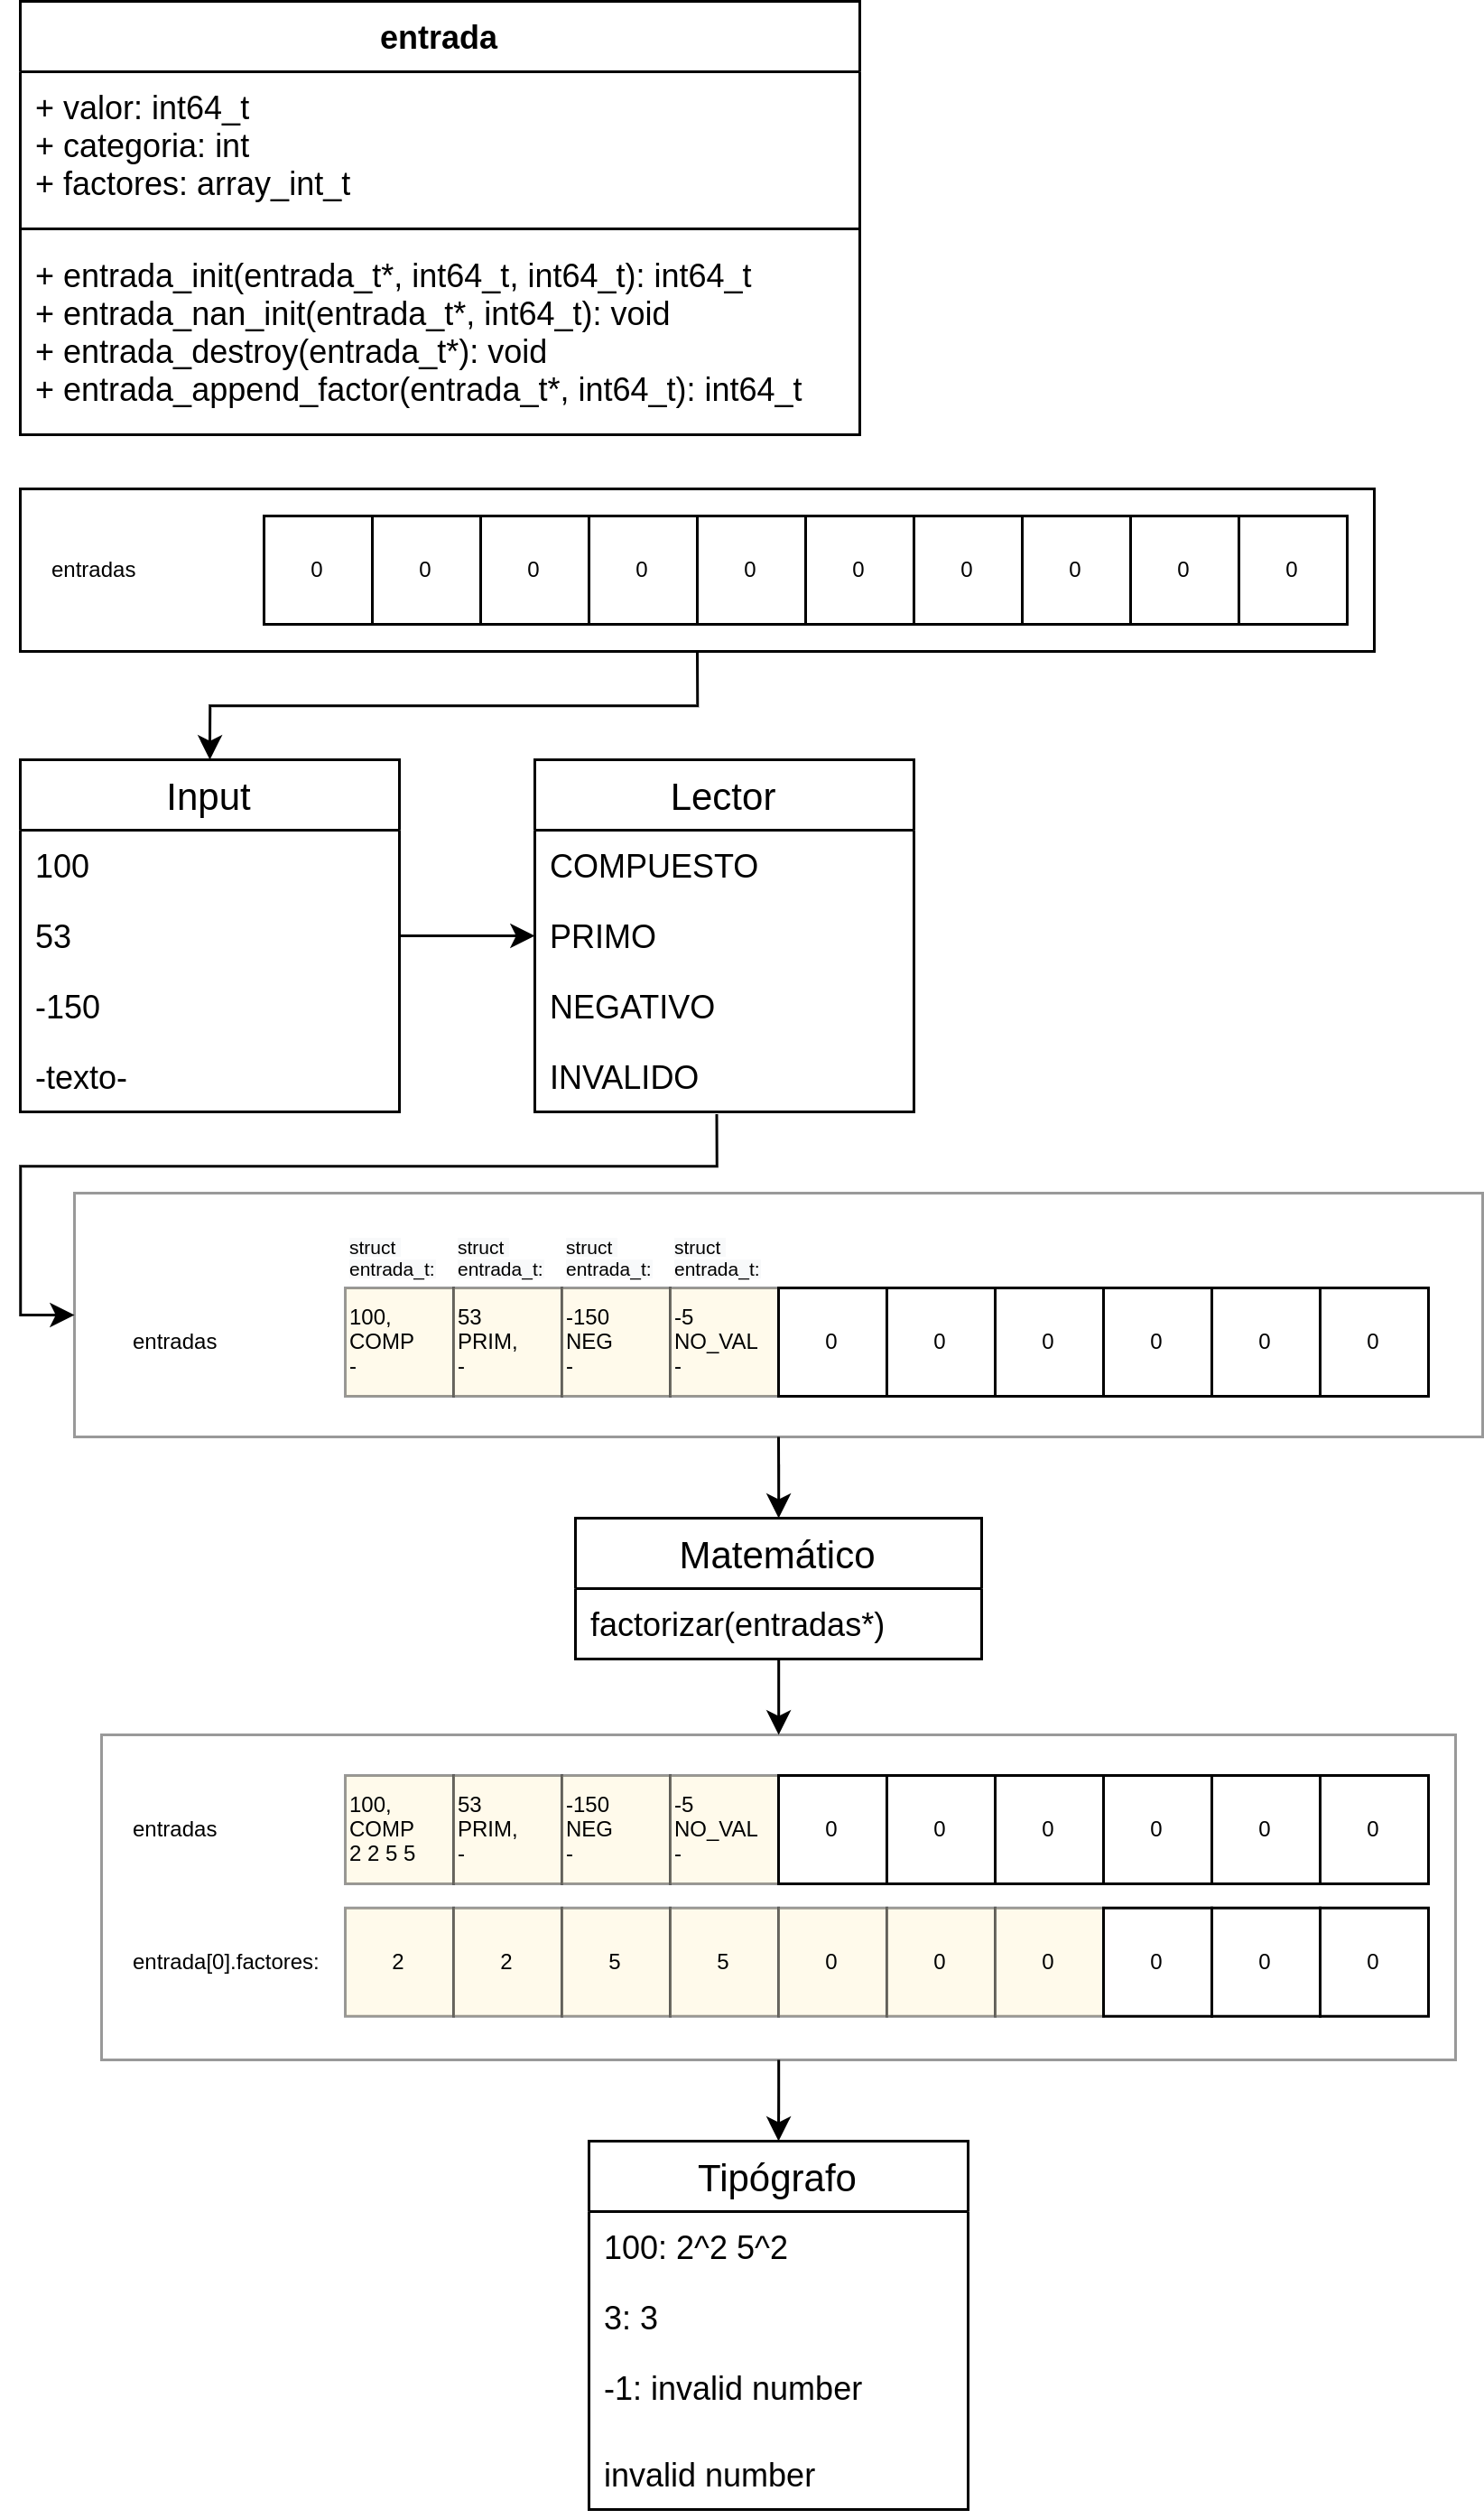 entrada
+ valor: int64_t
+ categoria: int
+ factores: array_int_t
+ entrada_init(entrada_t*, int64_t, int64_t): int64_t
+ entrada_nan_init(entrada_t*, int64_t): void
+ entrada_destroy(entrada_t*): void
+ entrada_append_factor(entrada_t*, int64_t): int64_t
entradas 0 0 0 0 0 0 0 0 0 0
Input
100
53
-150
-texto-
Lector
COMPUESTO
PRIMO
NEGATIVO
INVALIDO
struct struct struct struct
entrada_t: entrada_t: entrada_t: entrada_t:
entradas
100,
COMP
-
53
PRIM,
-
-150
NEG
-
-5
NO_VAL
-
0 0 0 0 0 0
Matemático
factorizar(entradas*)
entradas
100,
COMP
2 2 5 5
53
PRIM,
-
-150
NEG
-
-5
NO_VAL
-
0 0 0 0 0 0
entrada[0].factores: 2 2 5 5 0 0 0 0 0 0
Tipógrafo
100: 2^2 5^2
3: 3
-1: invalid number
invalid number